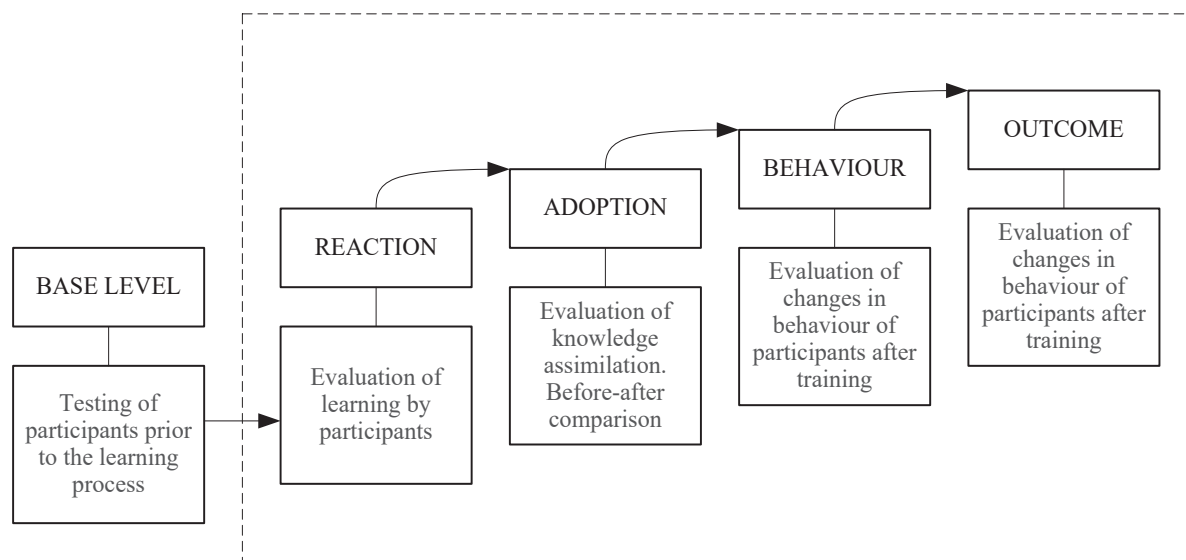 BASE LEVEL
Testing of
participants prior
to the learning
process
REACTION
Evaluation of
learning by
participants
ADOPTION
Evaluation of
knowledge
assimilation.
Before-after
comparison
BEHAVIOUR
Evaluation of
changes in
behaviour of
participants after
training
OUTCOME
Evaluation of
changes in
behaviour of
participants after
training